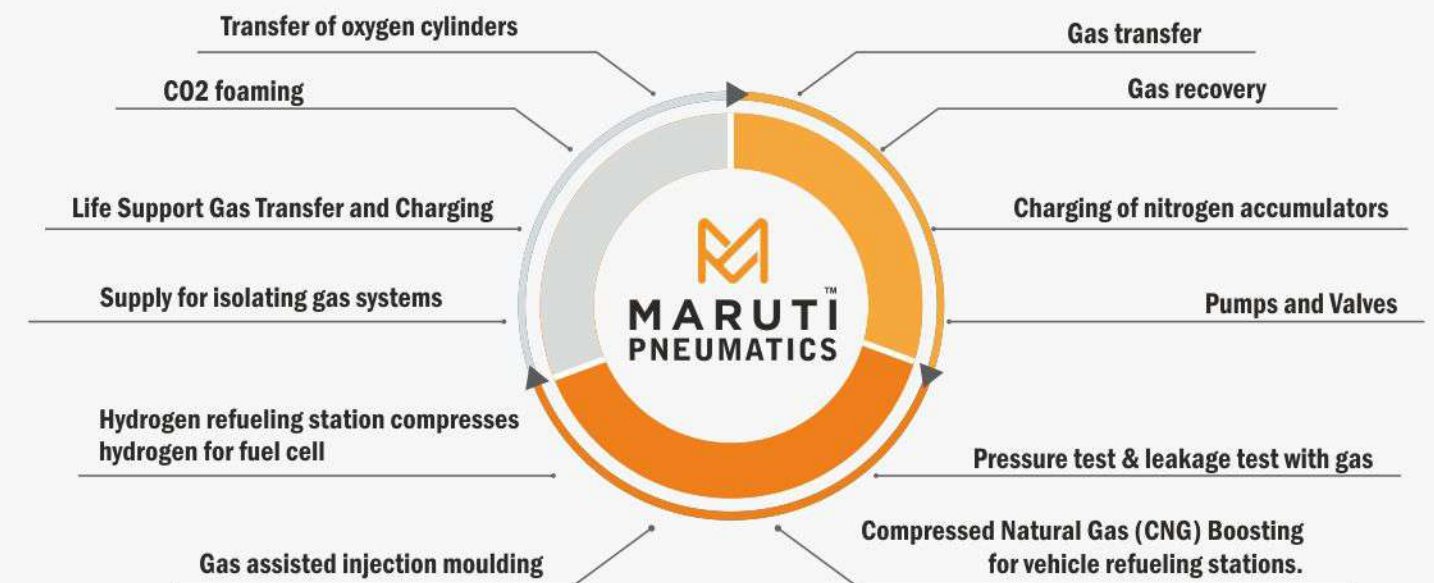 Transfer of oxygen cylinders
Gas transfer
CO2 foaming
Gas recovery
Life Support Gas Transfer and Charging
Charging of nitrogen accumulators
MARUTI™
PNEUMATICS
Supply for isolating gas systems
Pumps and Valves
Hydrogen refueling station compresses
hydrogen for fuel cell
Pressure test & leakage test with gas
Gas assisted injection moulding
Compressed Natural Gas (CNG) Boosting
for vehicle refueling stations.